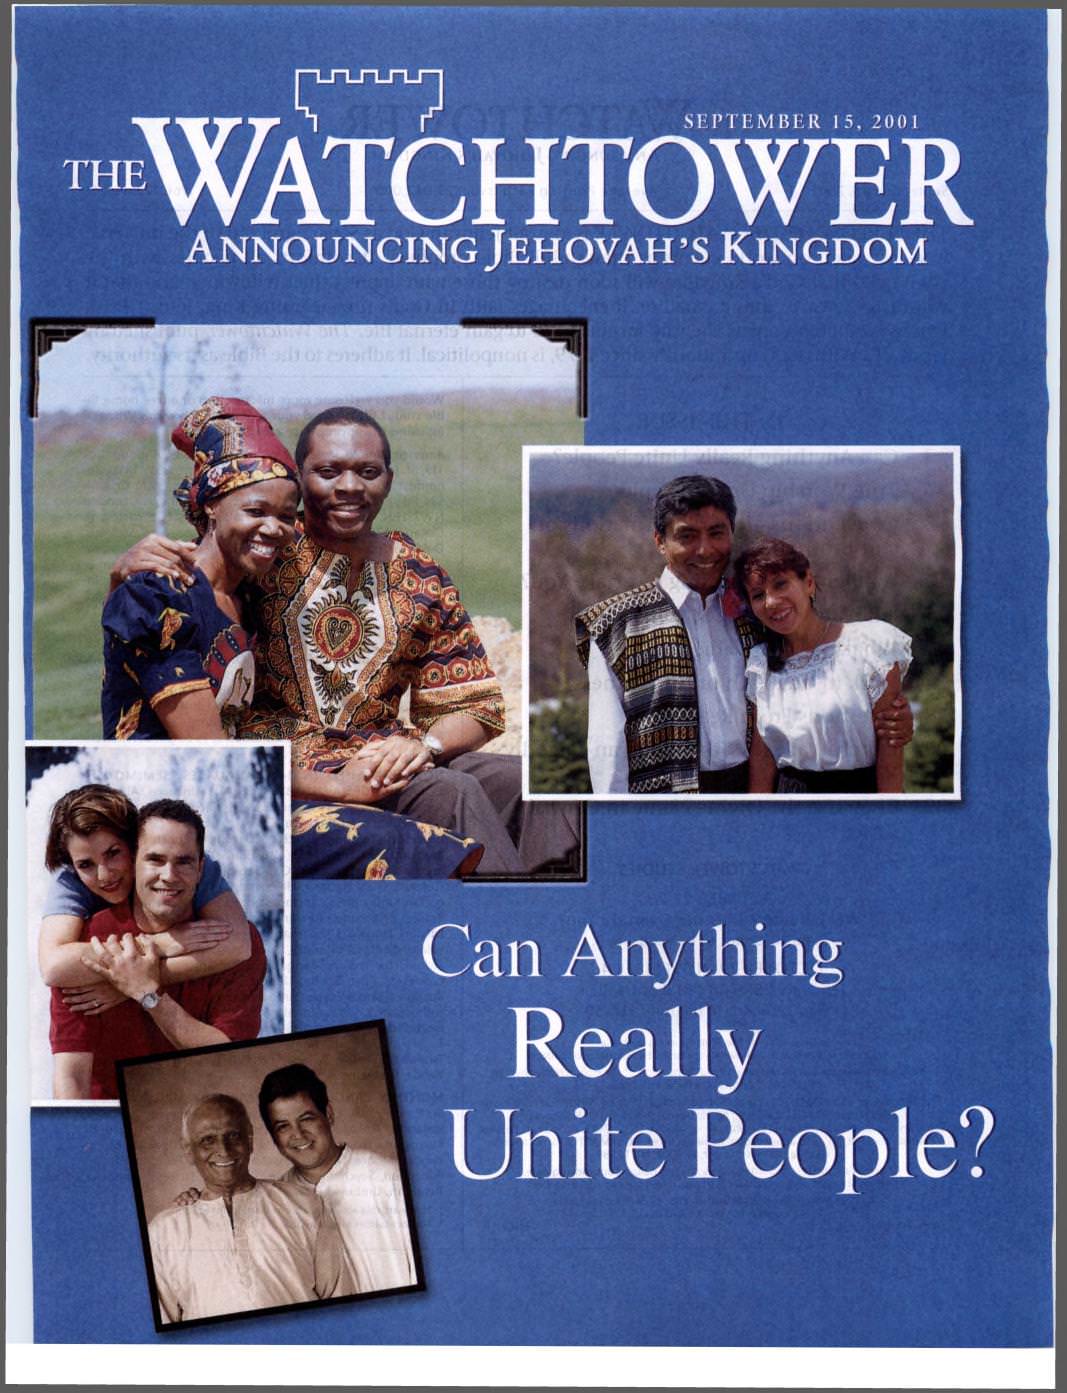 SEPTEMBER 15, 2001
THE WATCHTOWER
ANNOUNCING JEHOVAH'S KINGDOM
Can Anything
Really
Unite People?